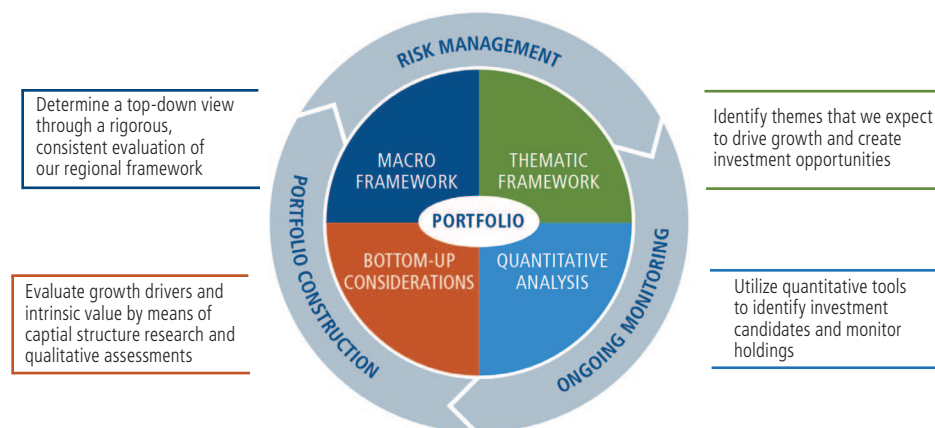 RISK MANAGEMENT
Determine a top-down view
through a rigorous,
consistent evaluation of
our regional framework
Identify themes that we expect
to drive growth and create
investment opportunities
MACRO
FRAMEWORK
THEMATIC
FRAMEWORK
PORTFOLIO
BOTTOM-UP
CONSIDERATIONS
QUANTITATIVE
ANALYSIS
PORTFOLIO CONSTRUCTION
ONGOING MONITORING
Evaluate growth drivers and
intrinsic value by means of
captial structure research and
qualitative assessments
Utilize quantitative tools
to identify investment
candidates and monitor
holdings